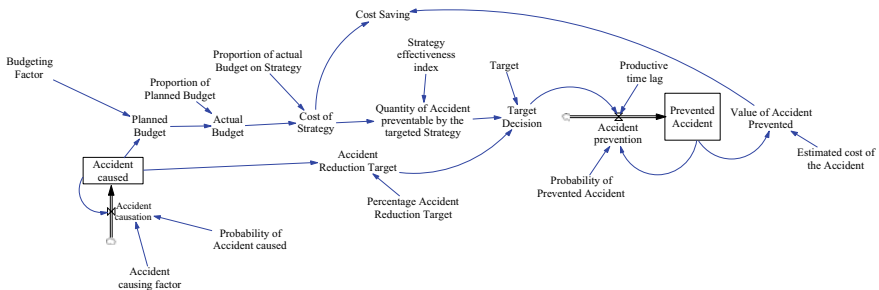 Cost Saving
Strategy
effectiveness
index
Proportion of actual
Budget on Strategy
Budgeting
Factor
Proportion of
Planned Budget
Target
Productive
time lag
Planned
Budget
Actual
Budget
Cost of
Strategy
Quantity of Accident
preventable by the
targeted Strategy
Target
Decision
Accident
prevention
Prevented
Accident
Value of Accident
Prevented
Estimated cost of
the Accident
Accident
caused
Accident
Reduction Target
Percentage Accident
Reduction Target
Probability of
Prevented Accident
Accident
causation
Probability of
Accident caused
Accident
causing factor